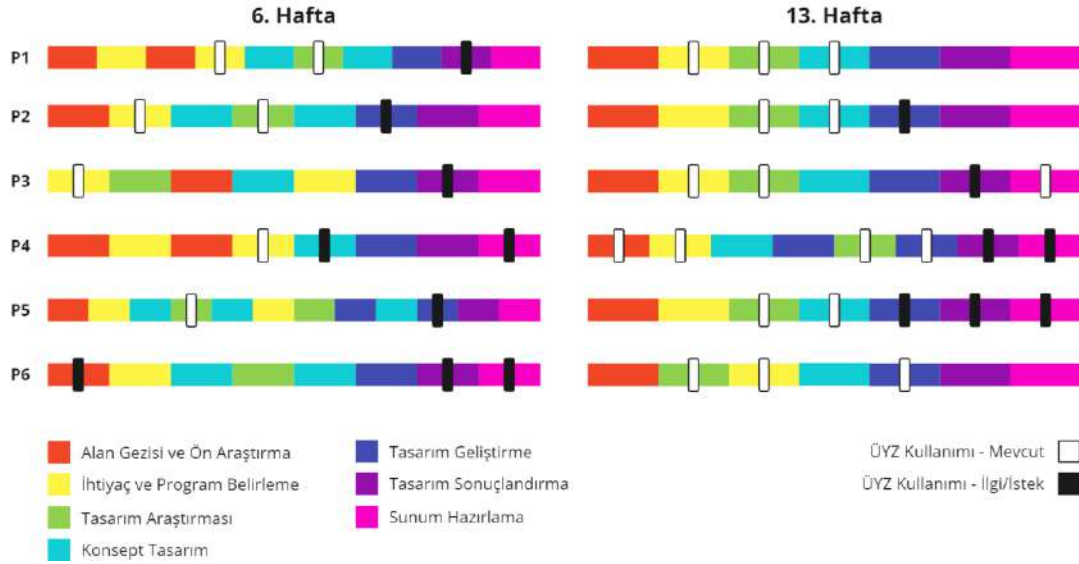 6. Hafta
13. Hafta
P1
P2
P3
P4
P5
P6
Alan Gezisi ve Ön Araştırma
İhtiyaç ve Program Belirleme
Tasarım Araştırması
Konsept Tasarım
Tasarım Geliştirme
Tasarım Sonuçlandırma
Sunum Hazırlama
ÜYZ Kullanımı - Mevcut
ÜYZ Kullanımı - İlgi/İstek